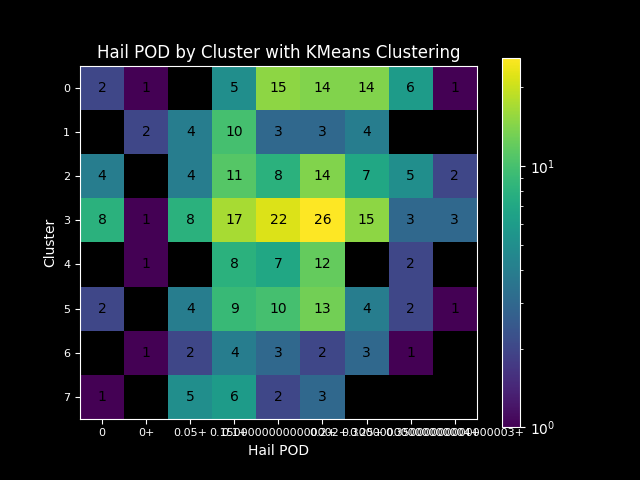 Hail POD by Cluster with KMeans Clustering
0 2 1 5 15 14 14 6 1
1 2 4 10 3 3 4
2 4 4 11 8 14 7 5 2
3 8 1 8 17 22 26 15 3 3
4 1 8 7 12 2
5 2 4 9 10 13 4 2 1
6 1 2 4 3 2 3 1
7 1 5 6 2 3
Cluster
0 0+ 0.05+
Hail POD
10¹
10⁰